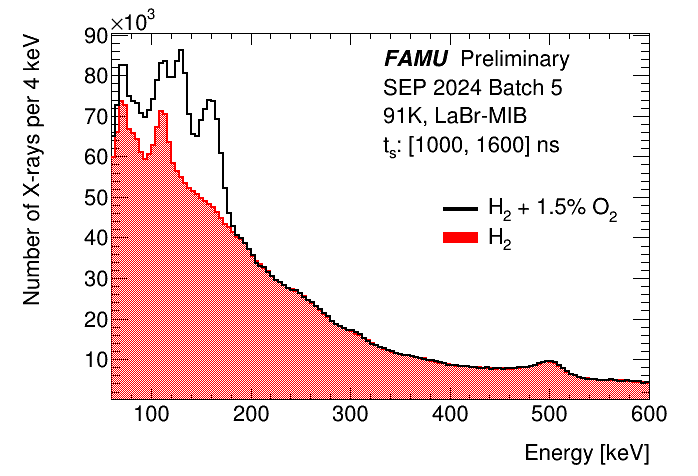 ×10³
Number of X-rays per 4 keV
90
80
70
60
50
40
30
20
10
FAMU Preliminary
SEP 2024 Batch 5
91K, LaBr-MIB
tₛ: [1000, 1600] ns
H₂ + 1.5% O₂
H₂
100 200 300 400 500 600
Energy [keV]